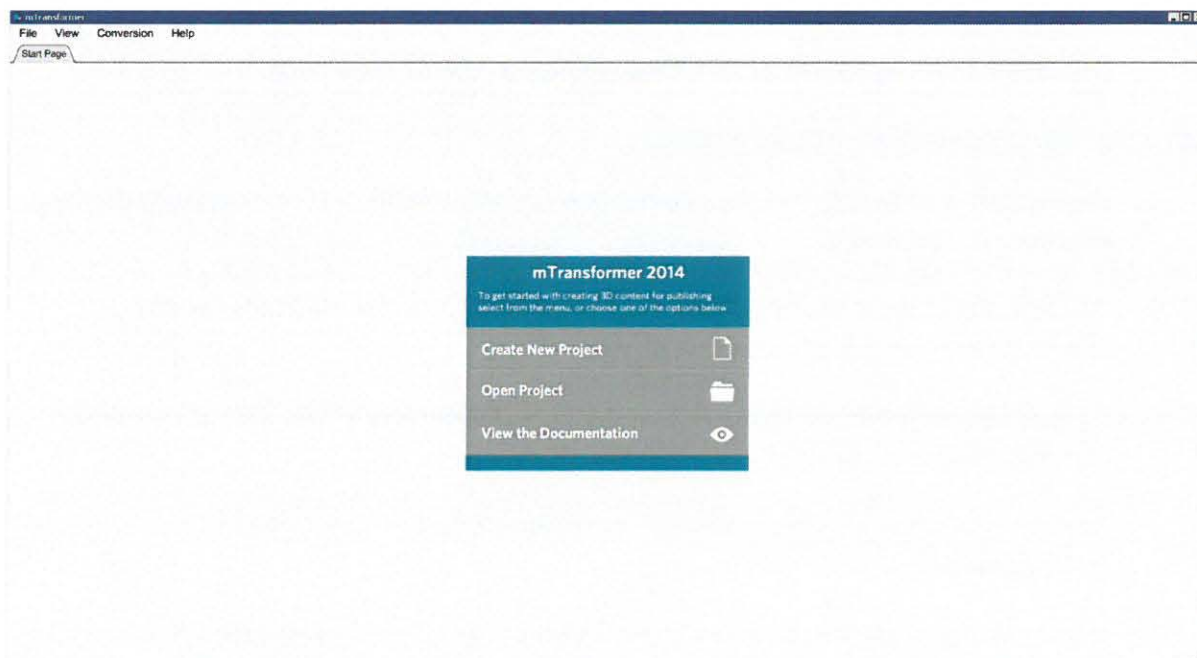 mTransformer
File View Conversion Help
Start Page
mTransformer 2014
To get started with creating 3D content for publishing
select from the menu, or choose one of the options below
Create New Project
Open Project
View the Documentation